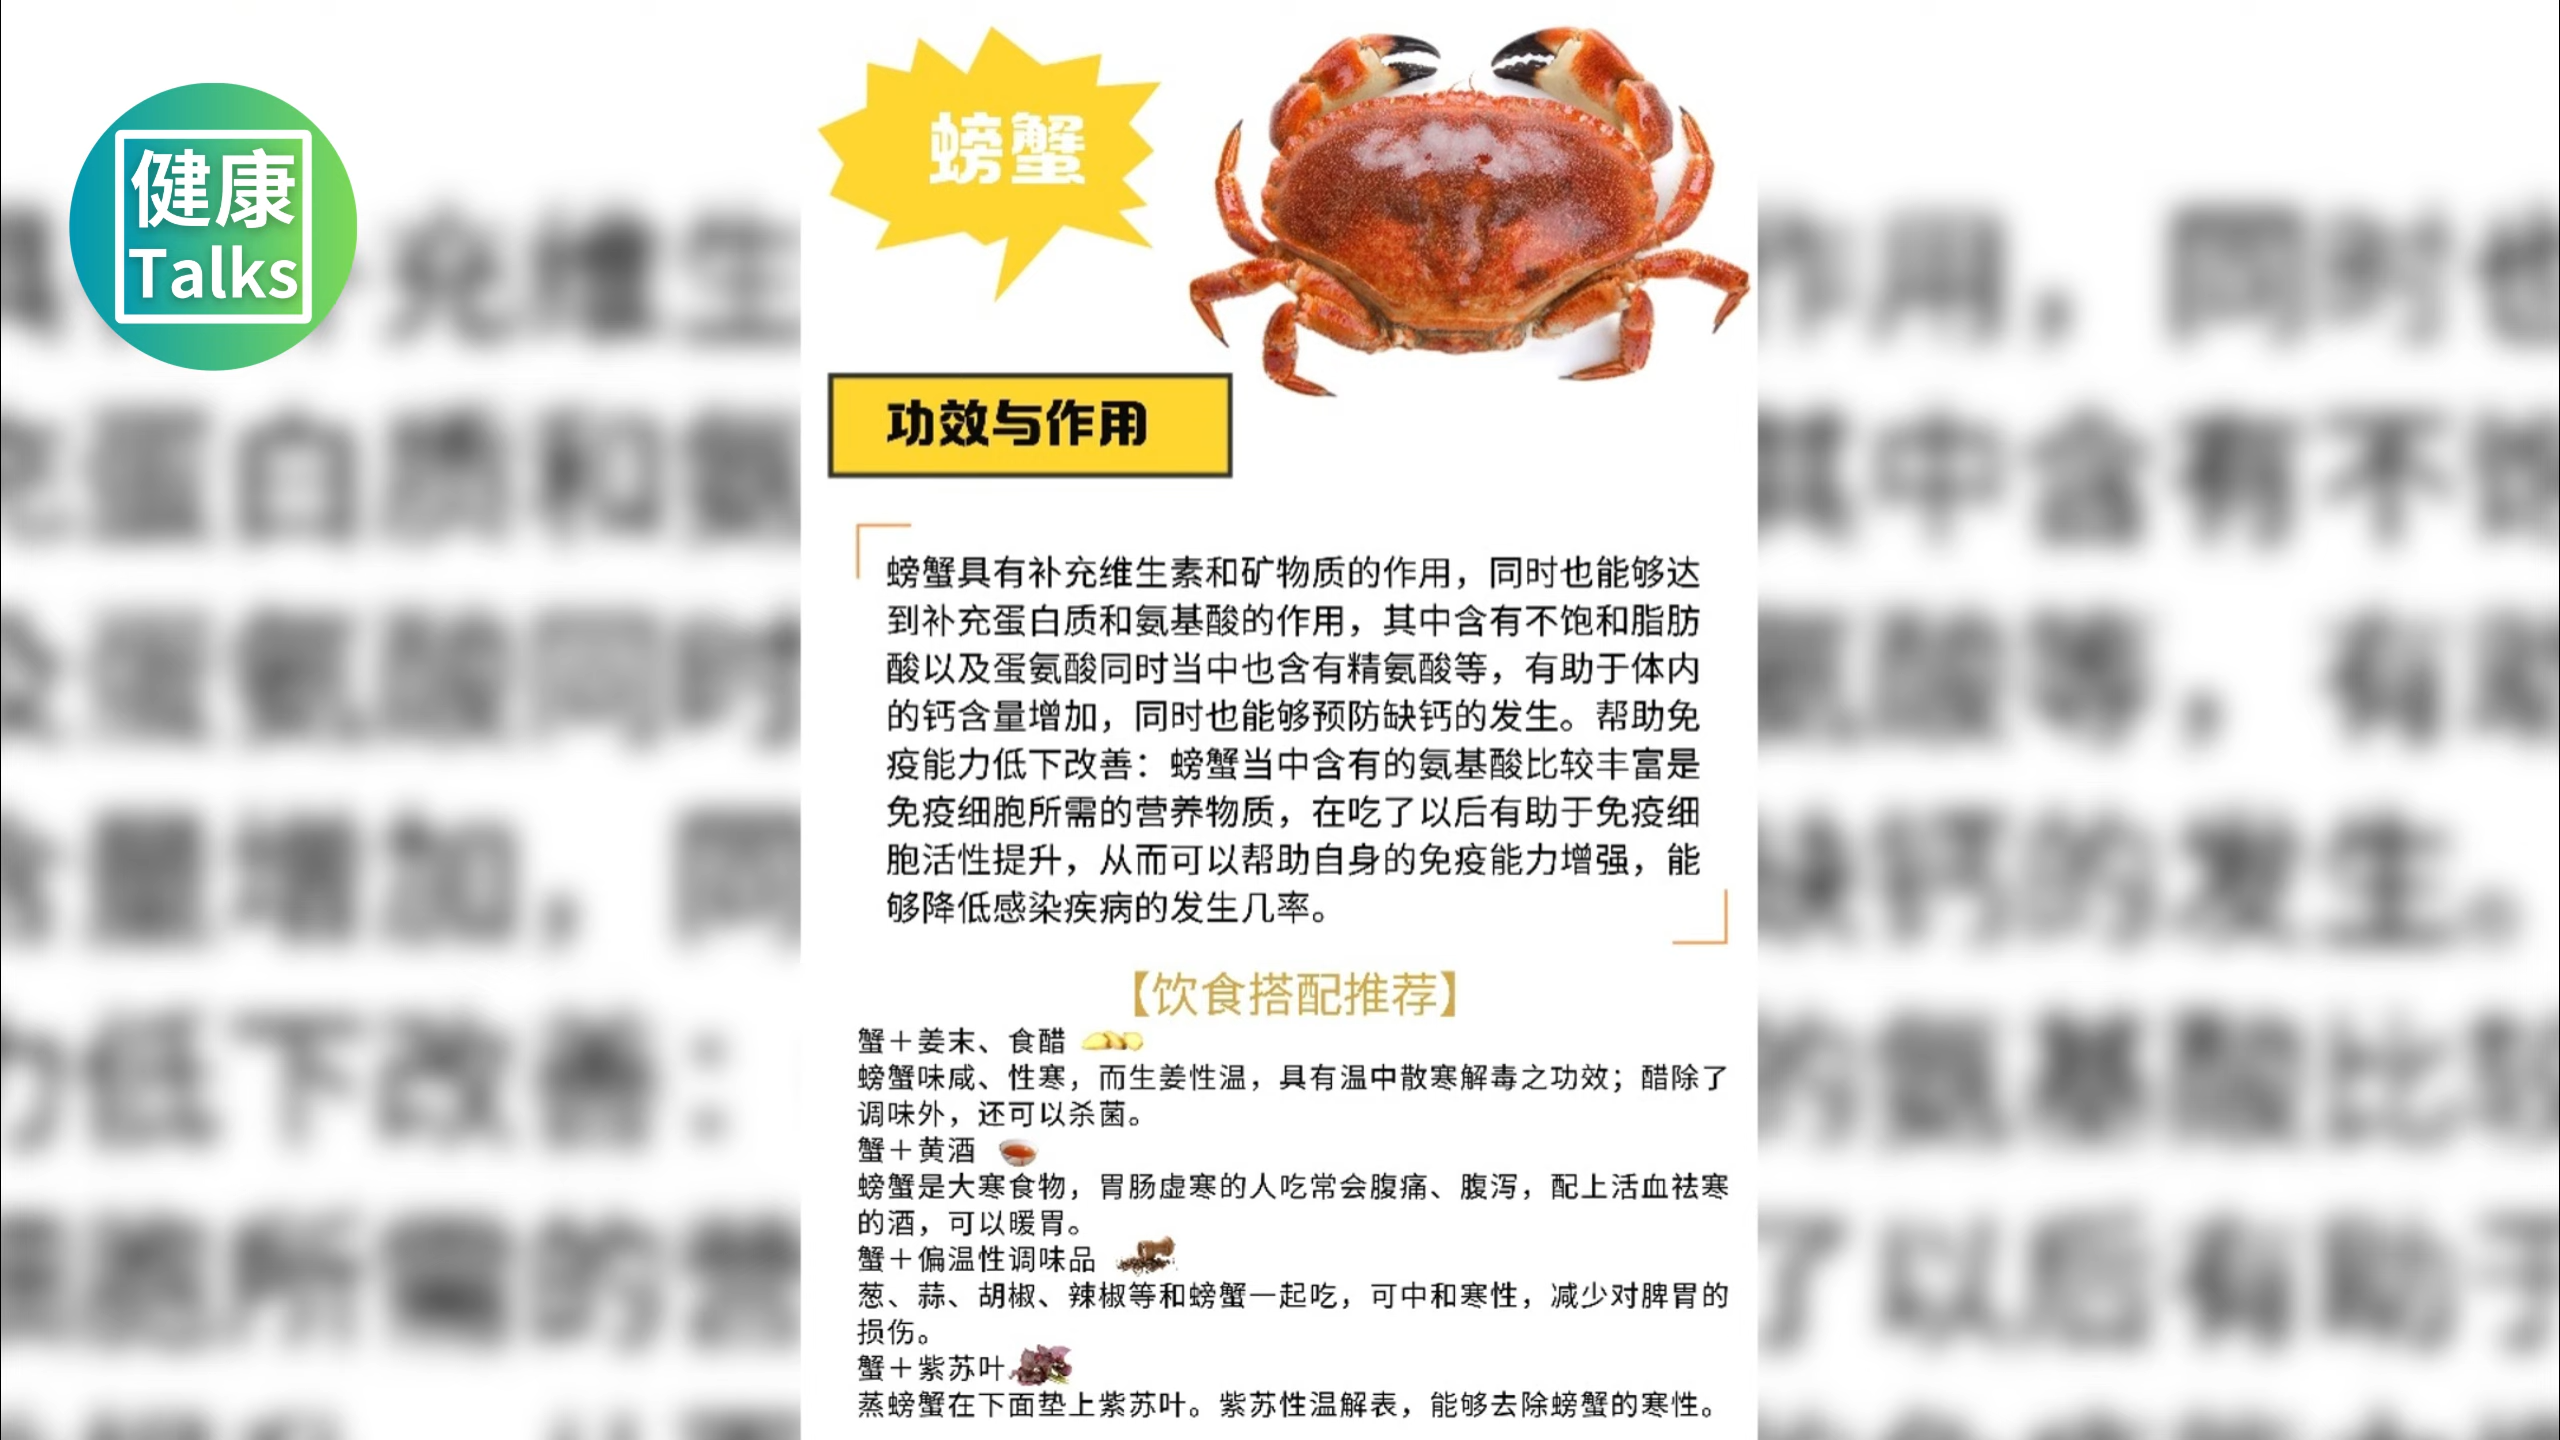 健康
Talks
螃蟹
功效与作用
螃蟹具有补充维生素和矿物质的作用，同时也能够达
到补充蛋白质和氨基酸的作用，其中含有不饱和脂肪
酸以及蛋氨酸同时当中也含有精氨酸等，有助于体内
的钙含量增加，同时也能够预防缺钙的发生。帮助免
疫能力低下改善：螃蟹当中含有的氨基酸比较丰富是
免疫细胞所需的营养物质，在吃了以后有助于免疫细
胞活性提升，从而可以帮助自身的免疫能力增强，能
够降低感染疾病的发生几率。
【饮食搭配推荐】
蟹＋姜末、食醋
螃蟹味咸、性寒，而生姜性温，具有温中散寒解毒之功效；醋除了
调味外，还可以杀菌。
蟹＋黄酒
螃蟹是大寒食物，胃肠虚寒的人吃常会腹痛、腹泻，配上活血祛寒
的酒，可以暖胃。
蟹＋偏温性调味品
葱、蒜、胡椒、辣椒等和螃蟹一起吃，可中和寒性，减少对脾胃的
损伤。
蟹＋紫苏叶
蒸螃蟹在下面垫上紫苏叶。紫苏性温解表，能够去除螃蟹的寒性。